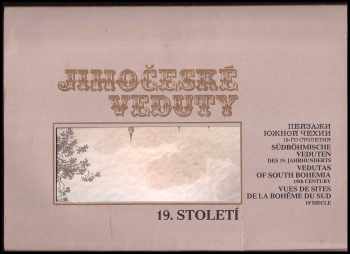 JIHOČESKÉ
VEDUTY
ПЕЙЗАЖИ
ЮЖНОЙ ЧЕХИИ
19-ГО СТОЛЕТИЯ
SÜDBÖHMISCHE
VEDUTEN
DES 19. JAHRHUNDERTS
VEDUTAS
OF SOUTH BOHEMIA
19th CENTURY
VUES DE SITES
DE LA BOHÊME DU SUD
19e SIÈCLE
19. STOLETÍ